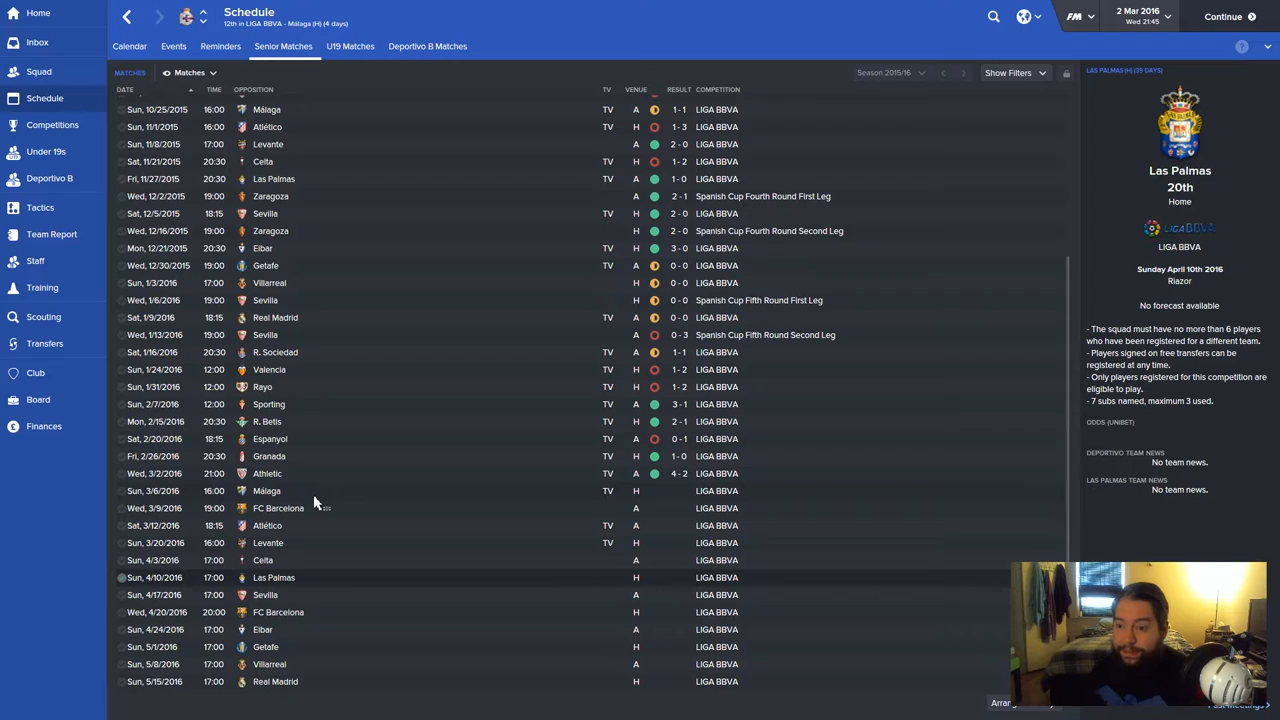 Home
Inbox
Squad
Schedule
Competitions
Under 19s
Deportivo B
Tactics
Team Report
Staff
Training
Scouting
Transfers
Club
Board
Finances
Schedule
12th in LIGA BBVA - Málaga (H) (4 days)
FM
2 Mar 2016
Wed 21:45
Continue
Calendar Events Reminders Senior Matches U19 Matches Deportivo B Matches
?
MATCHES Matches Season 2015/16 Show Filters
DATE TIME OPPOSITION TV VENUE RESULT COMPETITION
Sun, 10/25/2015 16:00 Málaga TV A 1-1 LIGA BBVA
Sun, 11/1/2015 16:00 Atlético TV H 1-3 LIGA BBVA
Sun, 11/8/2015 17:00 Levante A 2-0 LIGA BBVA
Sat, 11/21/2015 20:30 Celta TV H 1-2 LIGA BBVA
Fri, 11/27/2015 20:30 Las Palmas TV A 1-0 LIGA BBVA
Wed, 12/2/2015 19:00 Zaragoza A 2-1 Spanish Cup Fourth Round First Leg
Sat, 12/5/2015 18:15 Sevilla TV H 2-0 LIGA BBVA
Wed, 12/16/2015 19:00 Zaragoza H 2-0 Spanish Cup Fourth Round Second Leg
Mon, 12/21/2015 20:30 Eibar TV H 3-0 LIGA BBVA
Wed, 12/30/2015 19:00 Getafe TV A 0-0 LIGA BBVA
Sun, 1/3/2016 17:00 Villarreal H 0-0 LIGA BBVA
Wed, 1/6/2016 19:00 Sevilla H 0-0 Spanish Cup Fifth Round First Leg
Sat, 1/9/2016 18:15 Real Madrid TV A 0-0 LIGA BBVA
Wed, 1/13/2016 19:00 Sevilla A 0-3 Spanish Cup Fifth Round Second Leg
Sat, 1/16/2016 20:30 R. Sociedad TV A 1-1 LIGA BBVA
Sun, 1/24/2016 12:00 Valencia TV H 1-2 LIGA BBVA
Sun, 1/31/2016 12:00 Rayo TV H 1-2 LIGA BBVA
Sun, 2/7/2016 12:00 Sporting TV A 3-1 LIGA BBVA
Mon, 2/15/2016 20:30 R. Betis TV H 2-1 LIGA BBVA
Sat, 2/20/2016 18:15 Espanyol TV A 0-1 LIGA BBVA
Fri, 2/26/2016 20:30 Granada TV H 1-0 LIGA BBVA
Wed, 3/2/2016 21:00 Athletic TV A 4-2 LIGA BBVA
Sun, 3/6/2016 16:00 Málaga TV H LIGA BBVA
Wed, 3/9/2016 19:00 FC Barcelona A LIGA BBVA
Sat, 3/12/2016 18:15 Atlético TV A LIGA BBVA
Sun, 3/20/2016 16:00 Levante TV H LIGA BBVA
Sun, 4/3/2016 17:00 Celta A LIGA BBVA
Sun, 4/10/2016 17:00 Las Palmas H LIGA BBVA
Sun, 4/17/2016 17:00 Sevilla A LIGA BBVA
Wed, 4/20/2016 20:00 FC Barcelona H LIGA BBVA
Sun, 4/24/2016 17:00 Eibar A LIGA BBVA
Sun, 5/1/2016 17:00 Getafe H LIGA BBVA
Sun, 5/8/2016 17:00 Villarreal A LIGA BBVA
Sun, 5/15/2016 17:00 Real Madrid H LIGA BBVA
LAS PALMAS (H) (39 DAYS)
Las Palmas
20th
Home
LIGA BBVA
LIGA BBVA
Sunday April 10th 2016
Riazor
No forecast available
- The squad must have no more than 6 players
who have been registered for a different team.
- Players signed on free transfers can be
registered at any time.
- Only players registered for this competition are
eligible to play.
- 7 subs named, maximum 3 used.
ODDS (UNIBET)
DEPORTIVO TEAM NEWS
No team news.
LAS PALMAS TEAM NEWS
No team news.